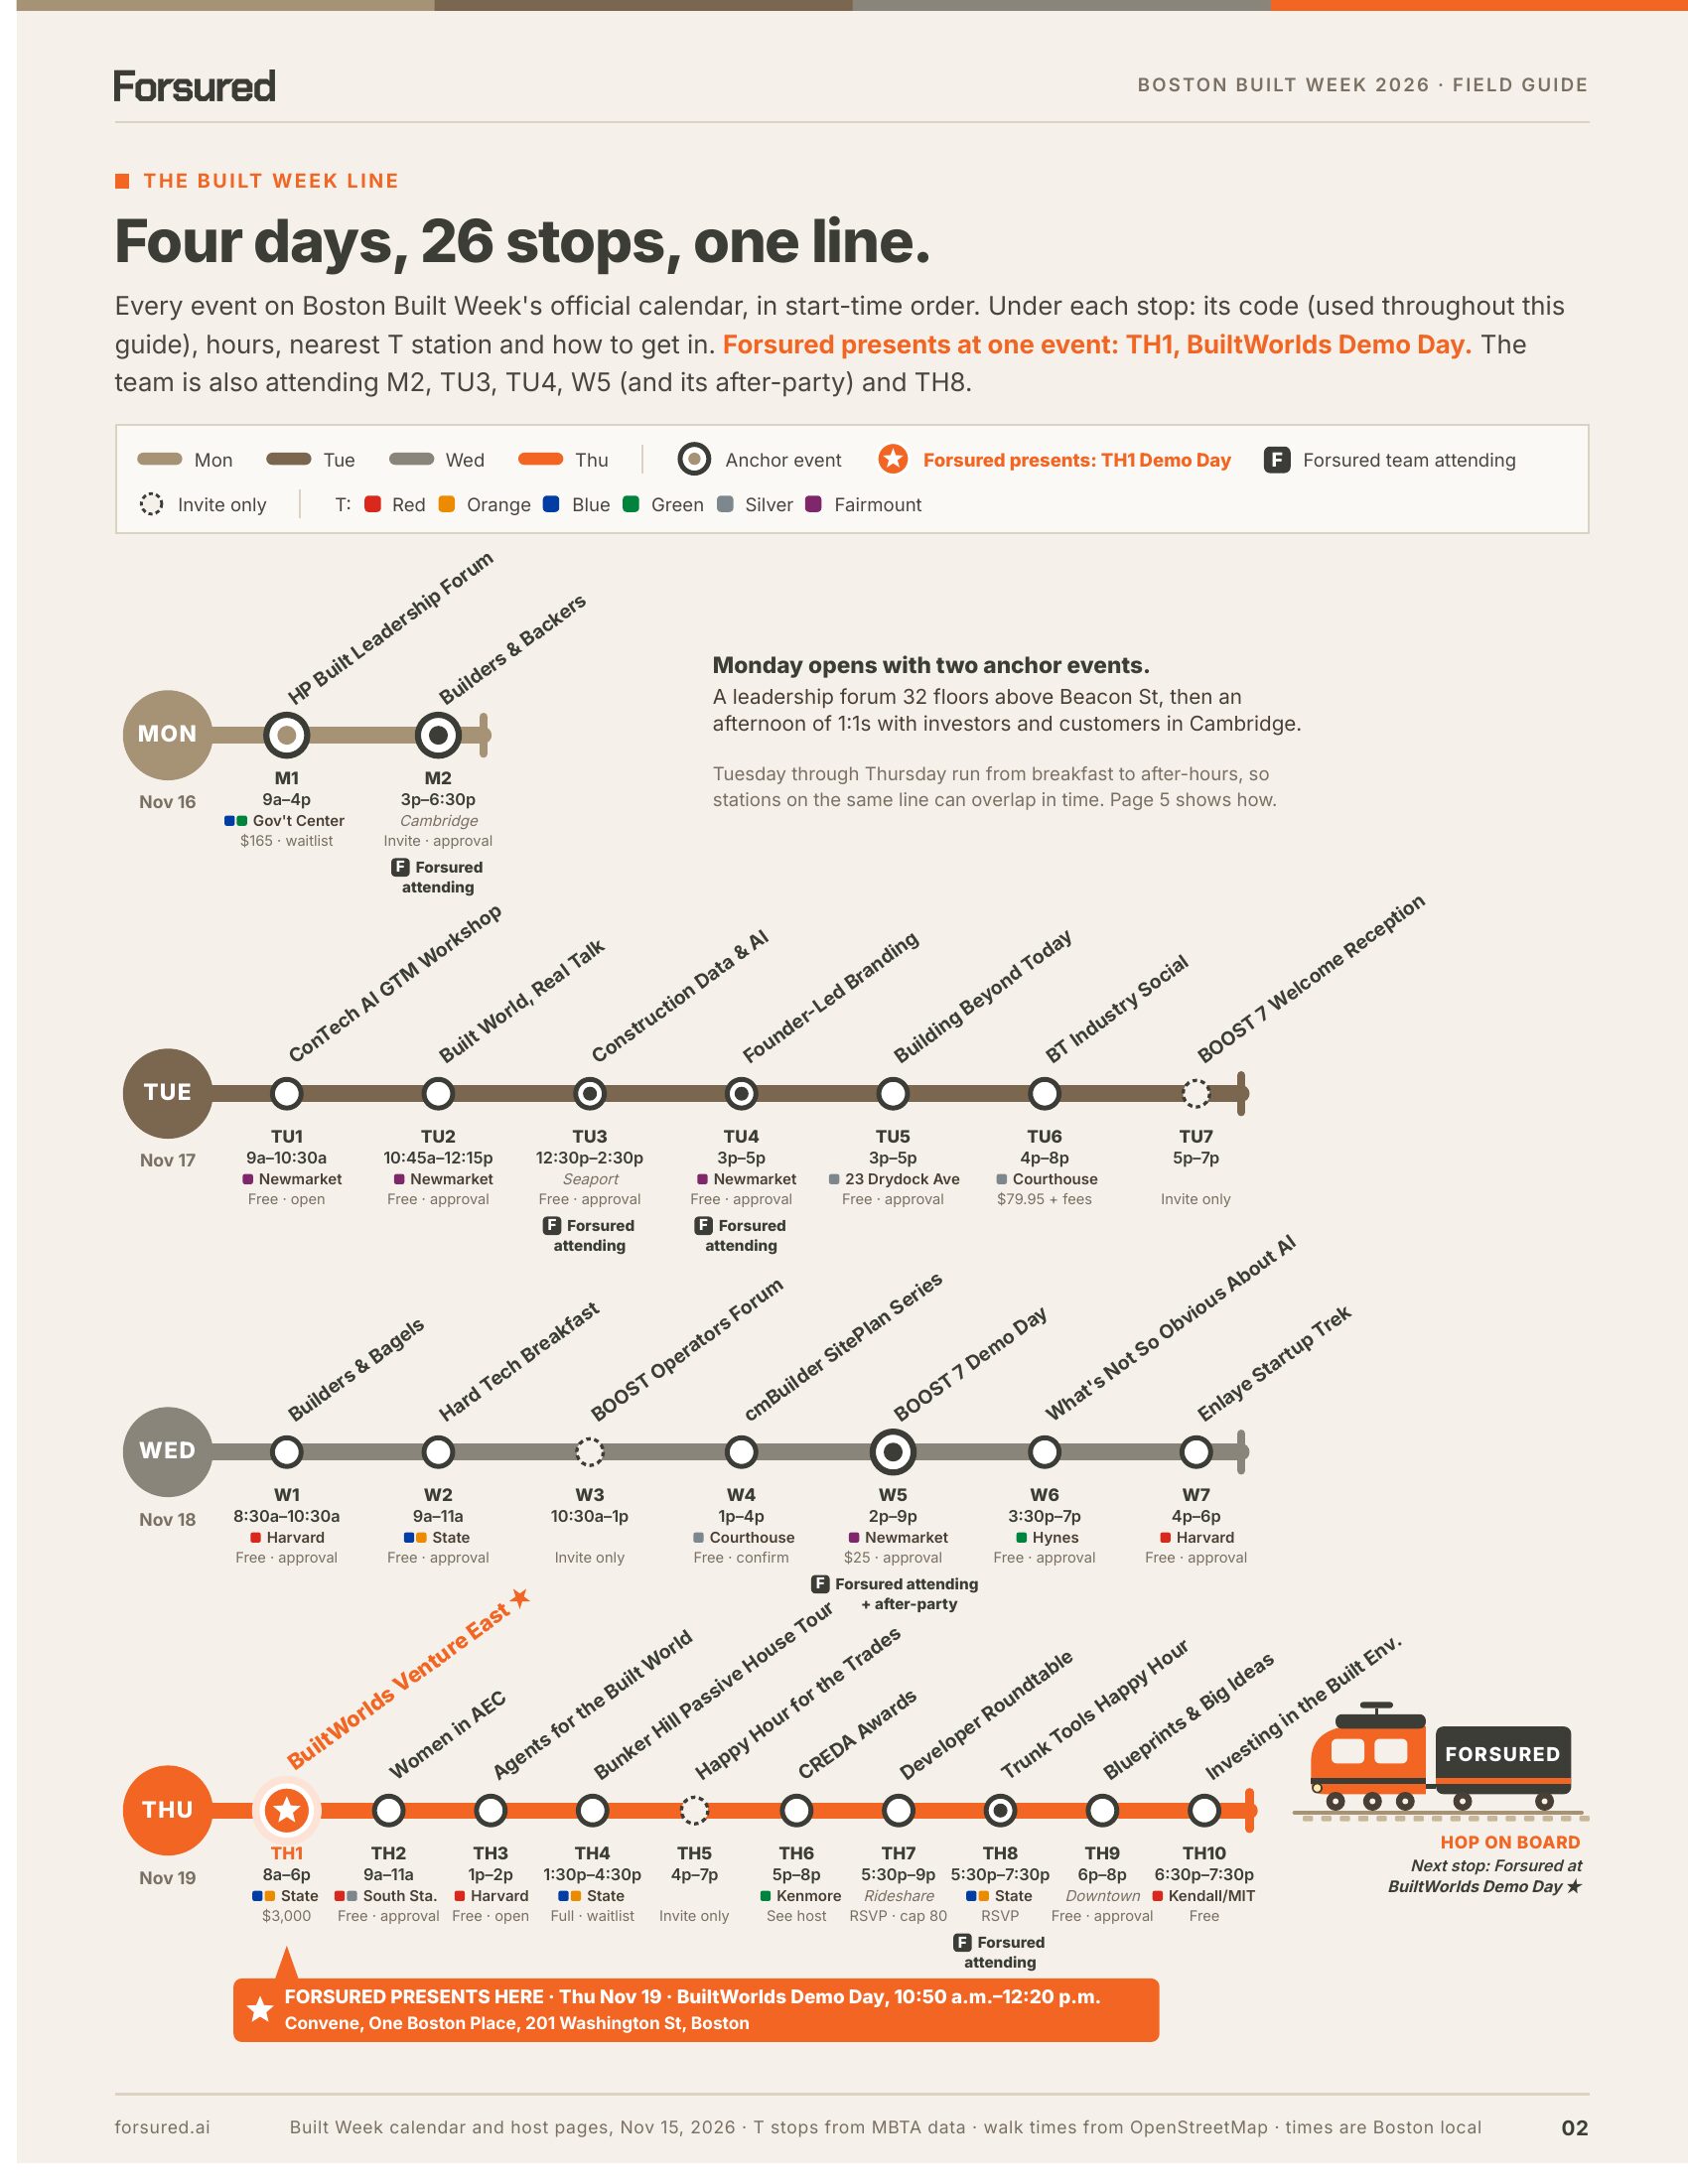 Forsured
BOSTON BUILT WEEK 2026 · FIELD GUIDE
THE BUILT WEEK LINE
Four days, 26 stops, one line.
Every event on Boston Built Week's official calendar, in start-time order. Under each stop: its code (used throughout this
guide), hours, nearest T station and how to get in. Forsured presents at one event: TH1, BuiltWorlds Demo Day. The
team is also attending M2, TU3, TU4, W5 (and its after-party) and TH8.
Mon Tue Wed Thu Anchor event ★ Forsured presents: TH1 Demo Day F Forsured team attending
Invite only T: Red Orange Blue Green Silver Fairmount
HP Built Leadership Forum
Builders & Backers
Monday opens with two anchor events.
A leadership forum 32 floors above Beacon St, then an
afternoon of 1:1s with investors and customers in Cambridge.
Tuesday through Thursday run from breakfast to after-hours, so
stations on the same line can overlap in time. Page 5 shows how.
MON
Nov 16
M1
9a–4p
Gov't Center
$165 · waitlist
M2
3p–6:30p
Cambridge
Invite · approval
F Forsured
attending
ConTech AI GTM Workshop
Built World, Real Talk
Construction Data & AI
Founder-Led Branding
Building Beyond Today
BT Industry Social
BOOST 7 Welcome Reception
TUE
Nov 17
TU1
9a–10:30a
Newmarket
Free · open
TU2
10:45a–12:15p
Newmarket
Free · approval
TU3
12:30p–2:30p
Seaport
Free · approval
F Forsured
attending
TU4
3p–5p
Newmarket
Free · approval
F Forsured
attending
TU5
3p–5p
23 Drydock Ave
Free · approval
TU6
4p–8p
Courthouse
$79.95 + fees
TU7
5p–7p
Invite only
Builders & Bagels
Hard Tech Breakfast
BOOST Operators Forum
cmBuilder SitePlan Series
BOOST 7 Demo Day
What's Not So Obvious About AI
Enlaye Startup Trek
WED
Nov 18
W1
8:30a–10:30a
Harvard
Free · approval
W2
9a–11a
State
Free · approval
W3
10:30a–1p
Invite only
W4
1p–4p
Courthouse
Free · confirm
W5
2p–9p
Newmarket
$25 · approval
F Forsured attending
+ after-party
W6
3:30p–7p
Hynes
Free · approval
W7
4p–6p
Harvard
Free · approval
BuiltWorlds Venture East ★
Women in AEC
Agents for the Built World
Bunker Hill Passive House Tour
Happy Hour for the Trades
CREDA Awards
Developer Roundtable
Trunk Tools Happy Hour
Blueprints & Big Ideas
Investing in the Built Env.
THU
Nov 19
TH1
8a–6p
State
$3,000
TH2
9a–11a
South Sta.
Free · approval
TH3
1p–2p
Harvard
Free · open
TH4
1:30p–4:30p
State
Full · waitlist
TH5
4p–7p
Invite only
TH6
5p–8p
Kenmore
See host
TH7
5:30p–9p
Rideshare
RSVP · cap 80
TH8
5:30p–7:30p
State
RSVP
F Forsured
attending
TH9
6p–8p
Downtown
Free · approval
TH10
6:30p–7:30p
Kendall/MIT
Free
FORSURED
HOP ON BOARD
Next stop: Forsured at
BuiltWorlds Demo Day ★
★ FORSURED PRESENTS HERE · Thu Nov 19 · BuiltWorlds Demo Day, 10:50 a.m.–12:20 p.m.
Convene, One Boston Place, 201 Washington St, Boston
forsured.ai
Built Week calendar and host pages, Nov 15, 2026 · T stops from MBTA data · walk times from OpenStreetMap · times are Boston local
02